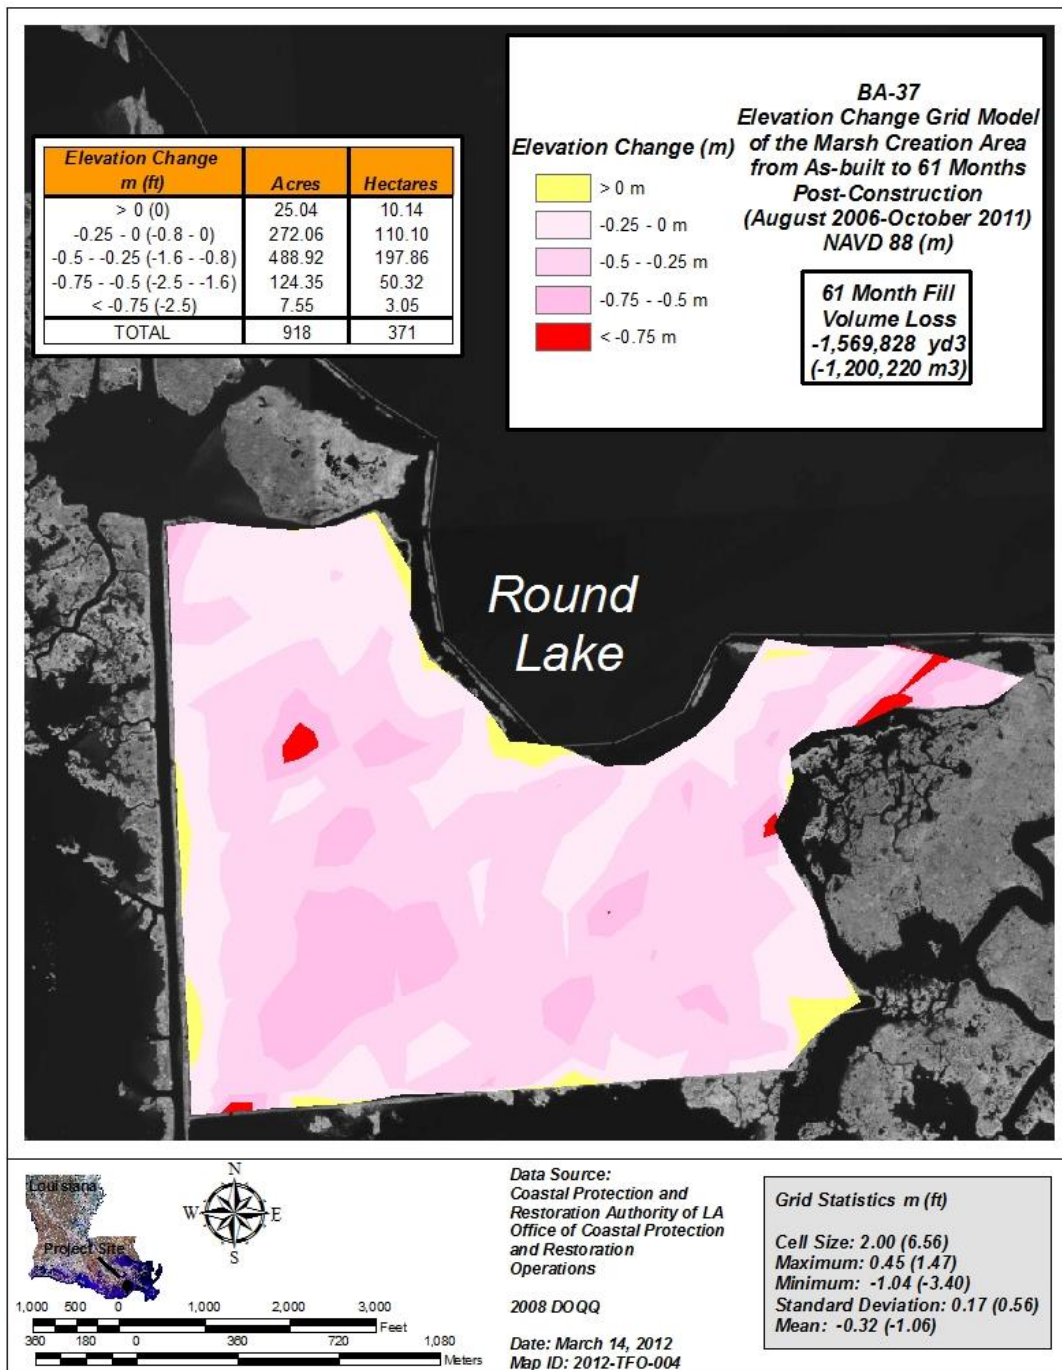 BA-37
Elevation Change Grid Model
of the Marsh Creation Area
from As-built to 61 Months
Post-Construction
(August 2006-October 2011)
NAVD 88 (m)
Elevation Change (m)
> 0 m
-0.25 - 0 m
-0.5 - -0.25 m
-0.75 - -0.5 m
< -0.75 m
61 Month Fill
Volume Loss
-1,569,828 yd3
(-1,200,220 m3)
Elevation Change
m (ft) Acres Hectares
> 0 (0) 25.04 10.14
-0.25 - 0 (-0.8 - 0) 272.06 110.10
-0.5 - -0.25 (-1.6 - -0.8) 488.92 197.86
-0.75 - -0.5 (-2.5 - -1.6) 124.35 50.32
< -0.75 (-2.5) 7.55 3.05
TOTAL 918 371
Round
Lake
Louisiana
Project Site
N
W E
S
1,000 500 0 1,000 2,000 3,000
Feet
360 180 0 360 720 1,080
Meters
Data Source:
Coastal Protection and
Restoration Authority of LA
Office of Coastal Protection
and Restoration
Operations
2008 DOQQ
Date: March 14, 2012
Map ID: 2012-TFO-004
Grid Statistics m (ft)
Cell Size: 2.00 (6.56)
Maximum: 0.45 (1.47)
Minimum: -1.04 (-3.40)
Standard Deviation: 0.17 (0.56)
Mean: -0.32 (-1.06)